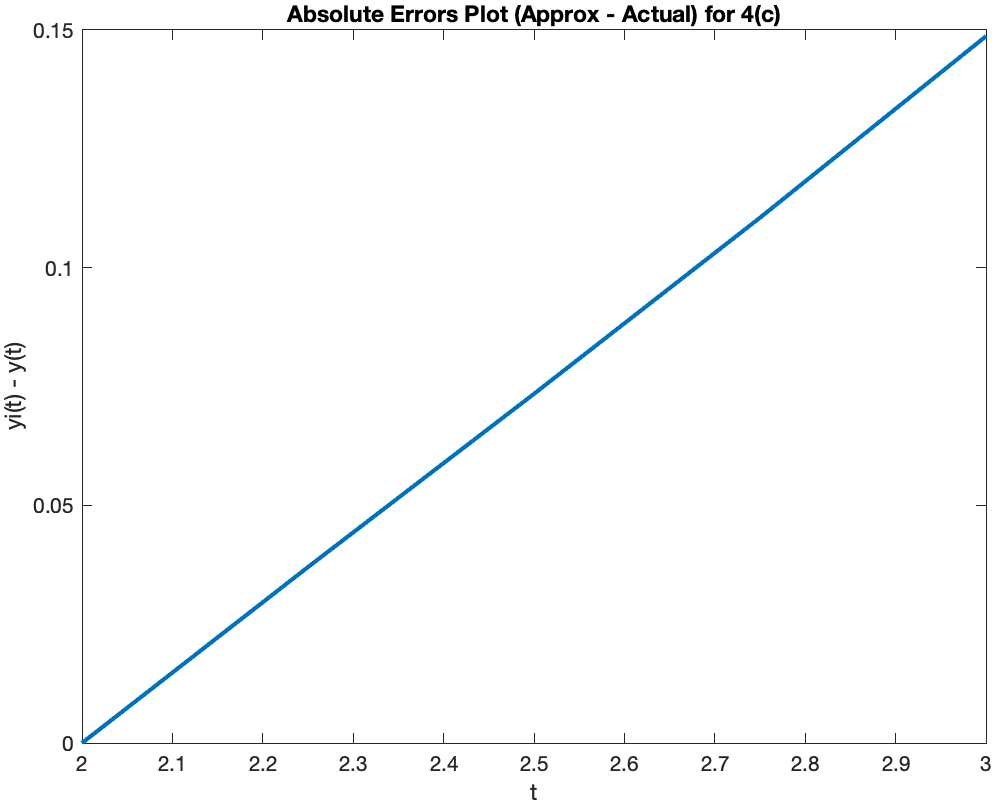 Absolute Errors Plot (Approx - Actual) for 4(c)
0.15
0.1
0.05
0
yi(t) - y(t)
2 2.1 2.2 2.3 2.4 2.5 2.6 2.7 2.8 2.9 3
t